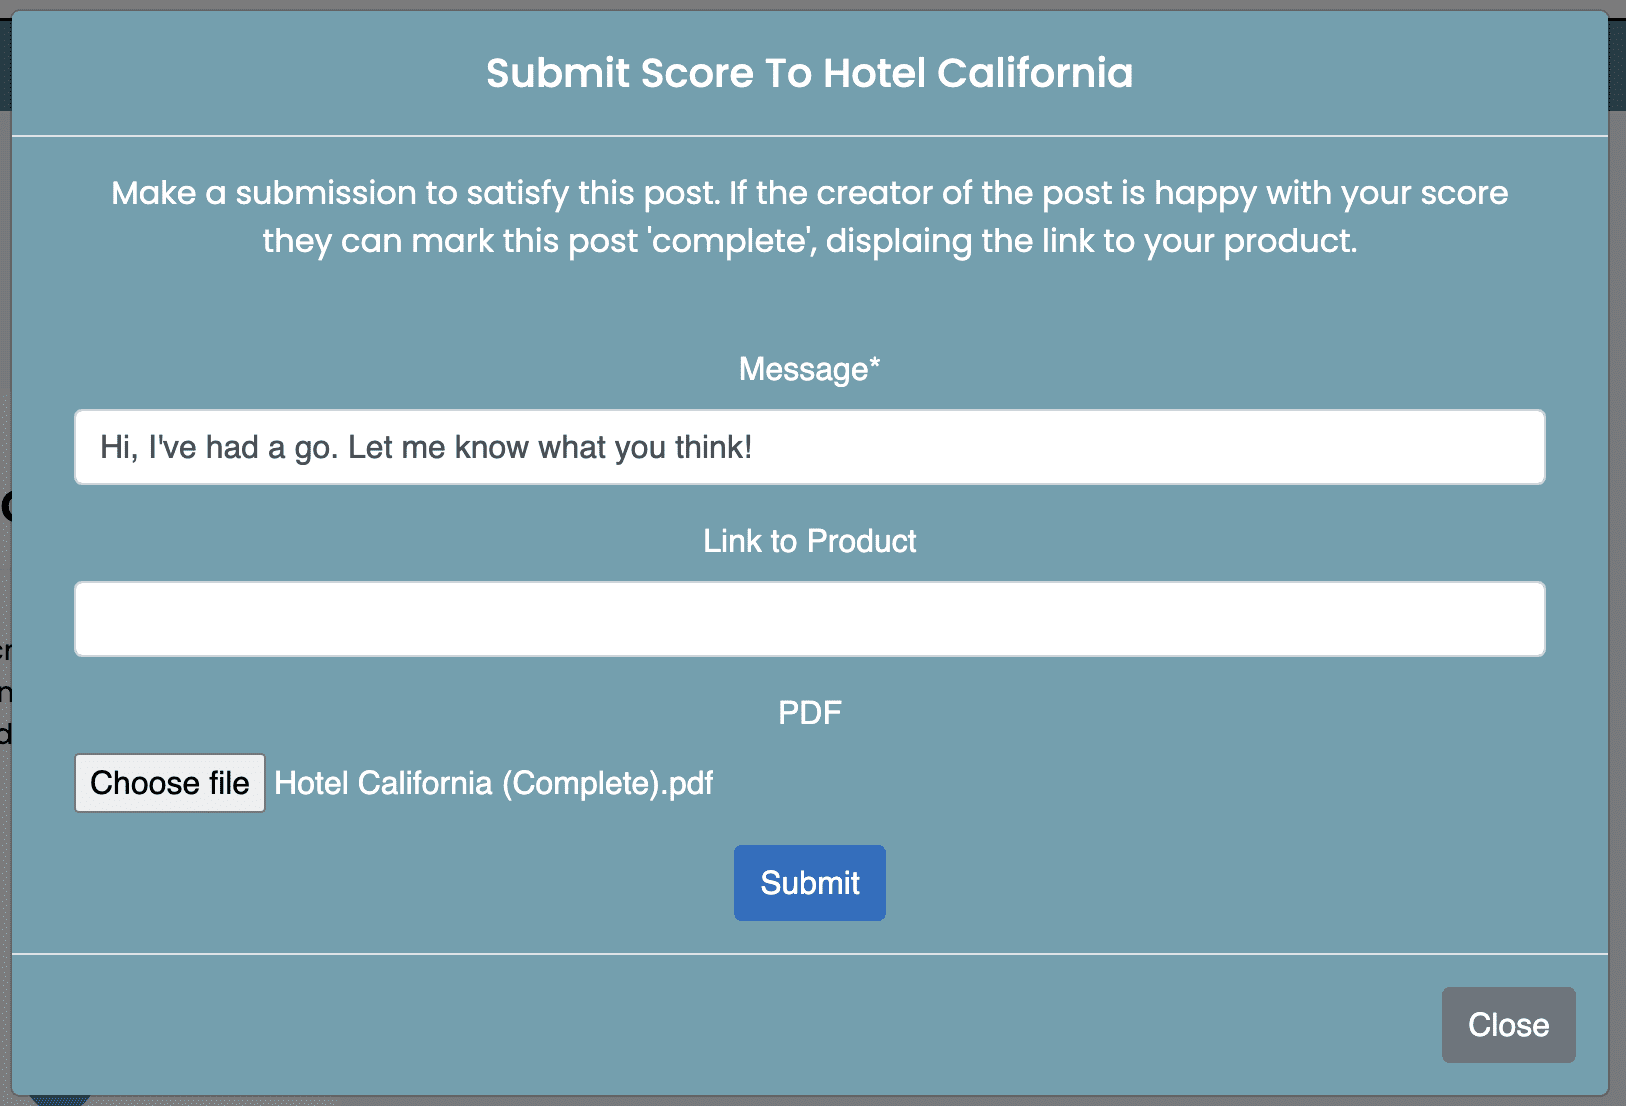 Submit Score To Hotel California
Make a submission to satisfy this post. If the creator of the post is happy with your score
they can mark this post 'complete', displaing the link to your product.
Message*
Hi, I've had a go. Let me know what you think!
Link to Product
PDF
Choose file Hotel California (Complete).pdf
Submit
Close